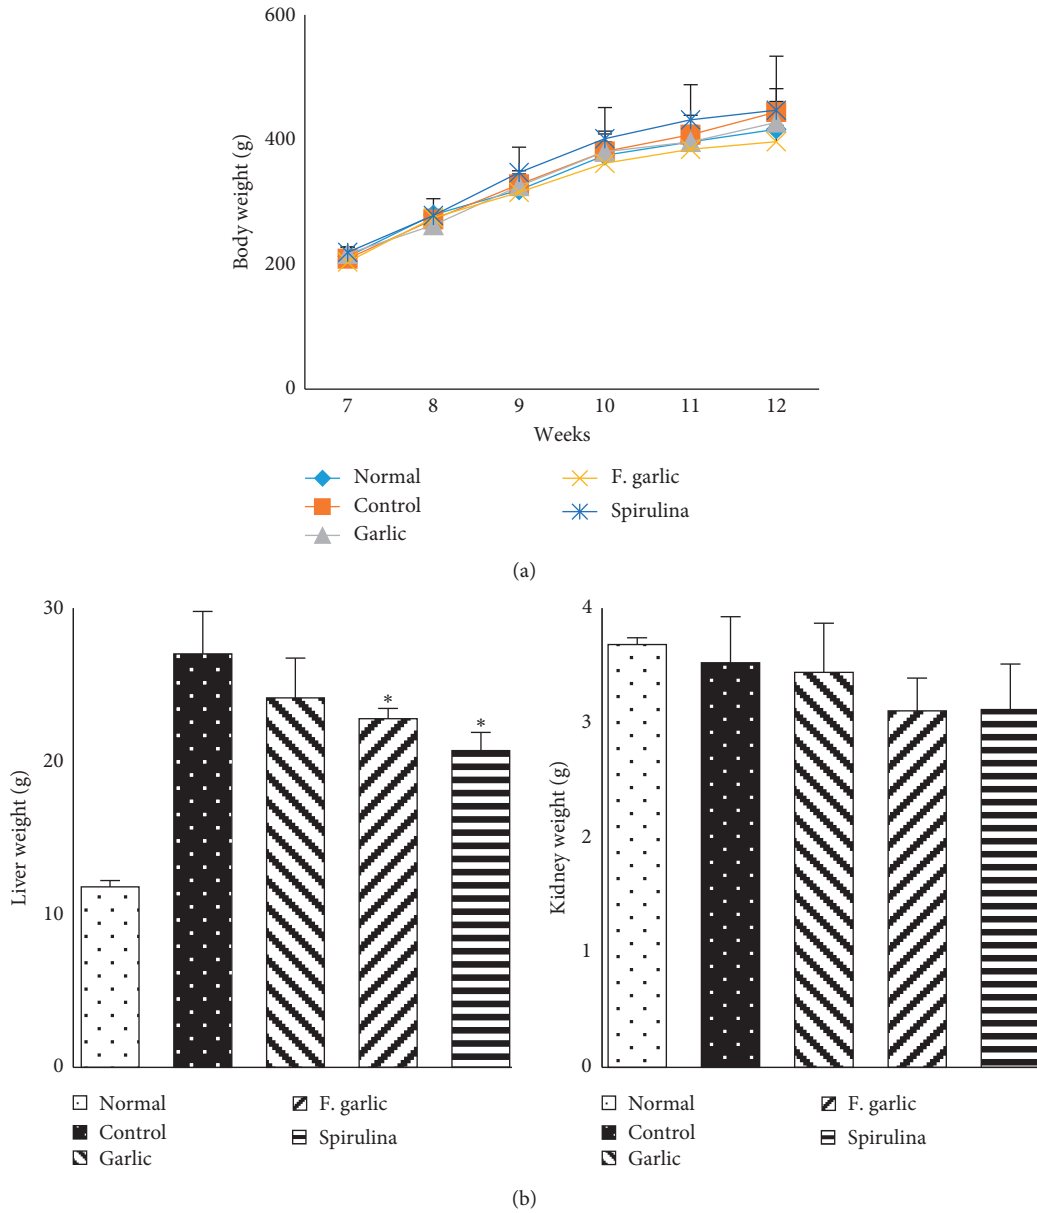 600
400
200
0
Body weight (g)
7 8 9 10 11 12
Weeks
Normal
Control
Garlic
F. garlic
Spirulina
(a)
30
20
10
0
Liver weight (g)
*
*
Normal
Control
Garlic
F. garlic
Spirulina
4
3
2
1
0
Kidney weight (g)
Normal
Control
Garlic
F. garlic
Spirulina
(b)